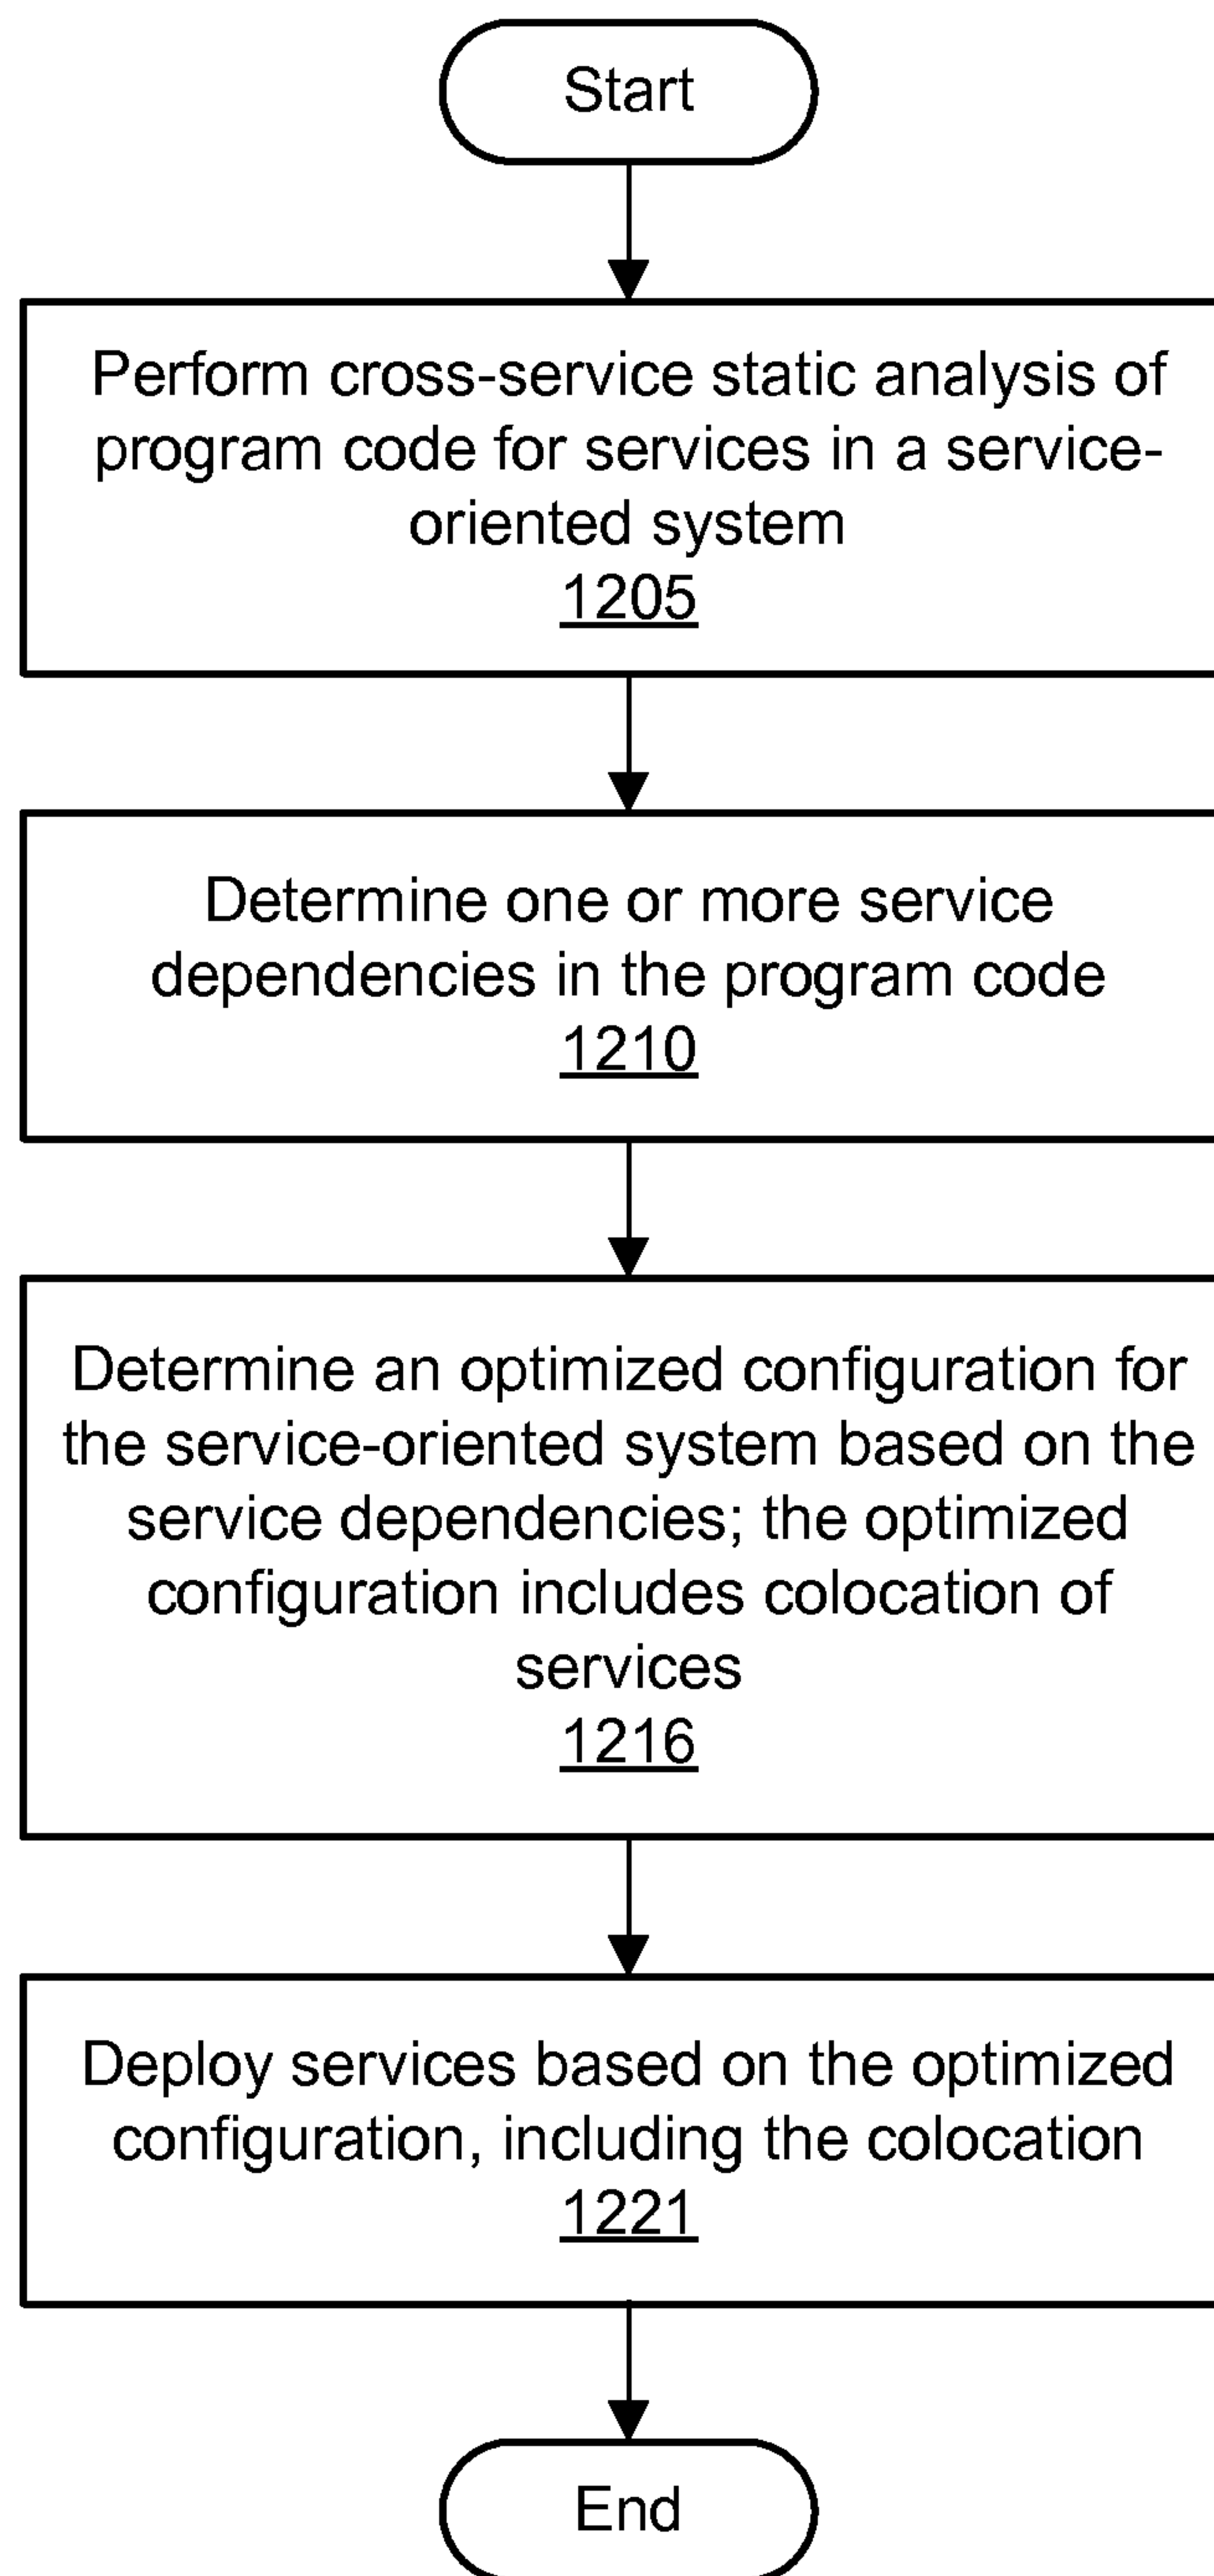 Start
Perform cross-service static analysis of
program code for services in a service-
oriented system
1205
Determine one or more service
dependencies in the program code
1210
Determine an optimized configuration for
the service-oriented system based on the
service dependencies; the optimized
configuration includes colocation of
services
1216
Deploy services based on the optimized
configuration, including the colocation
1221
End